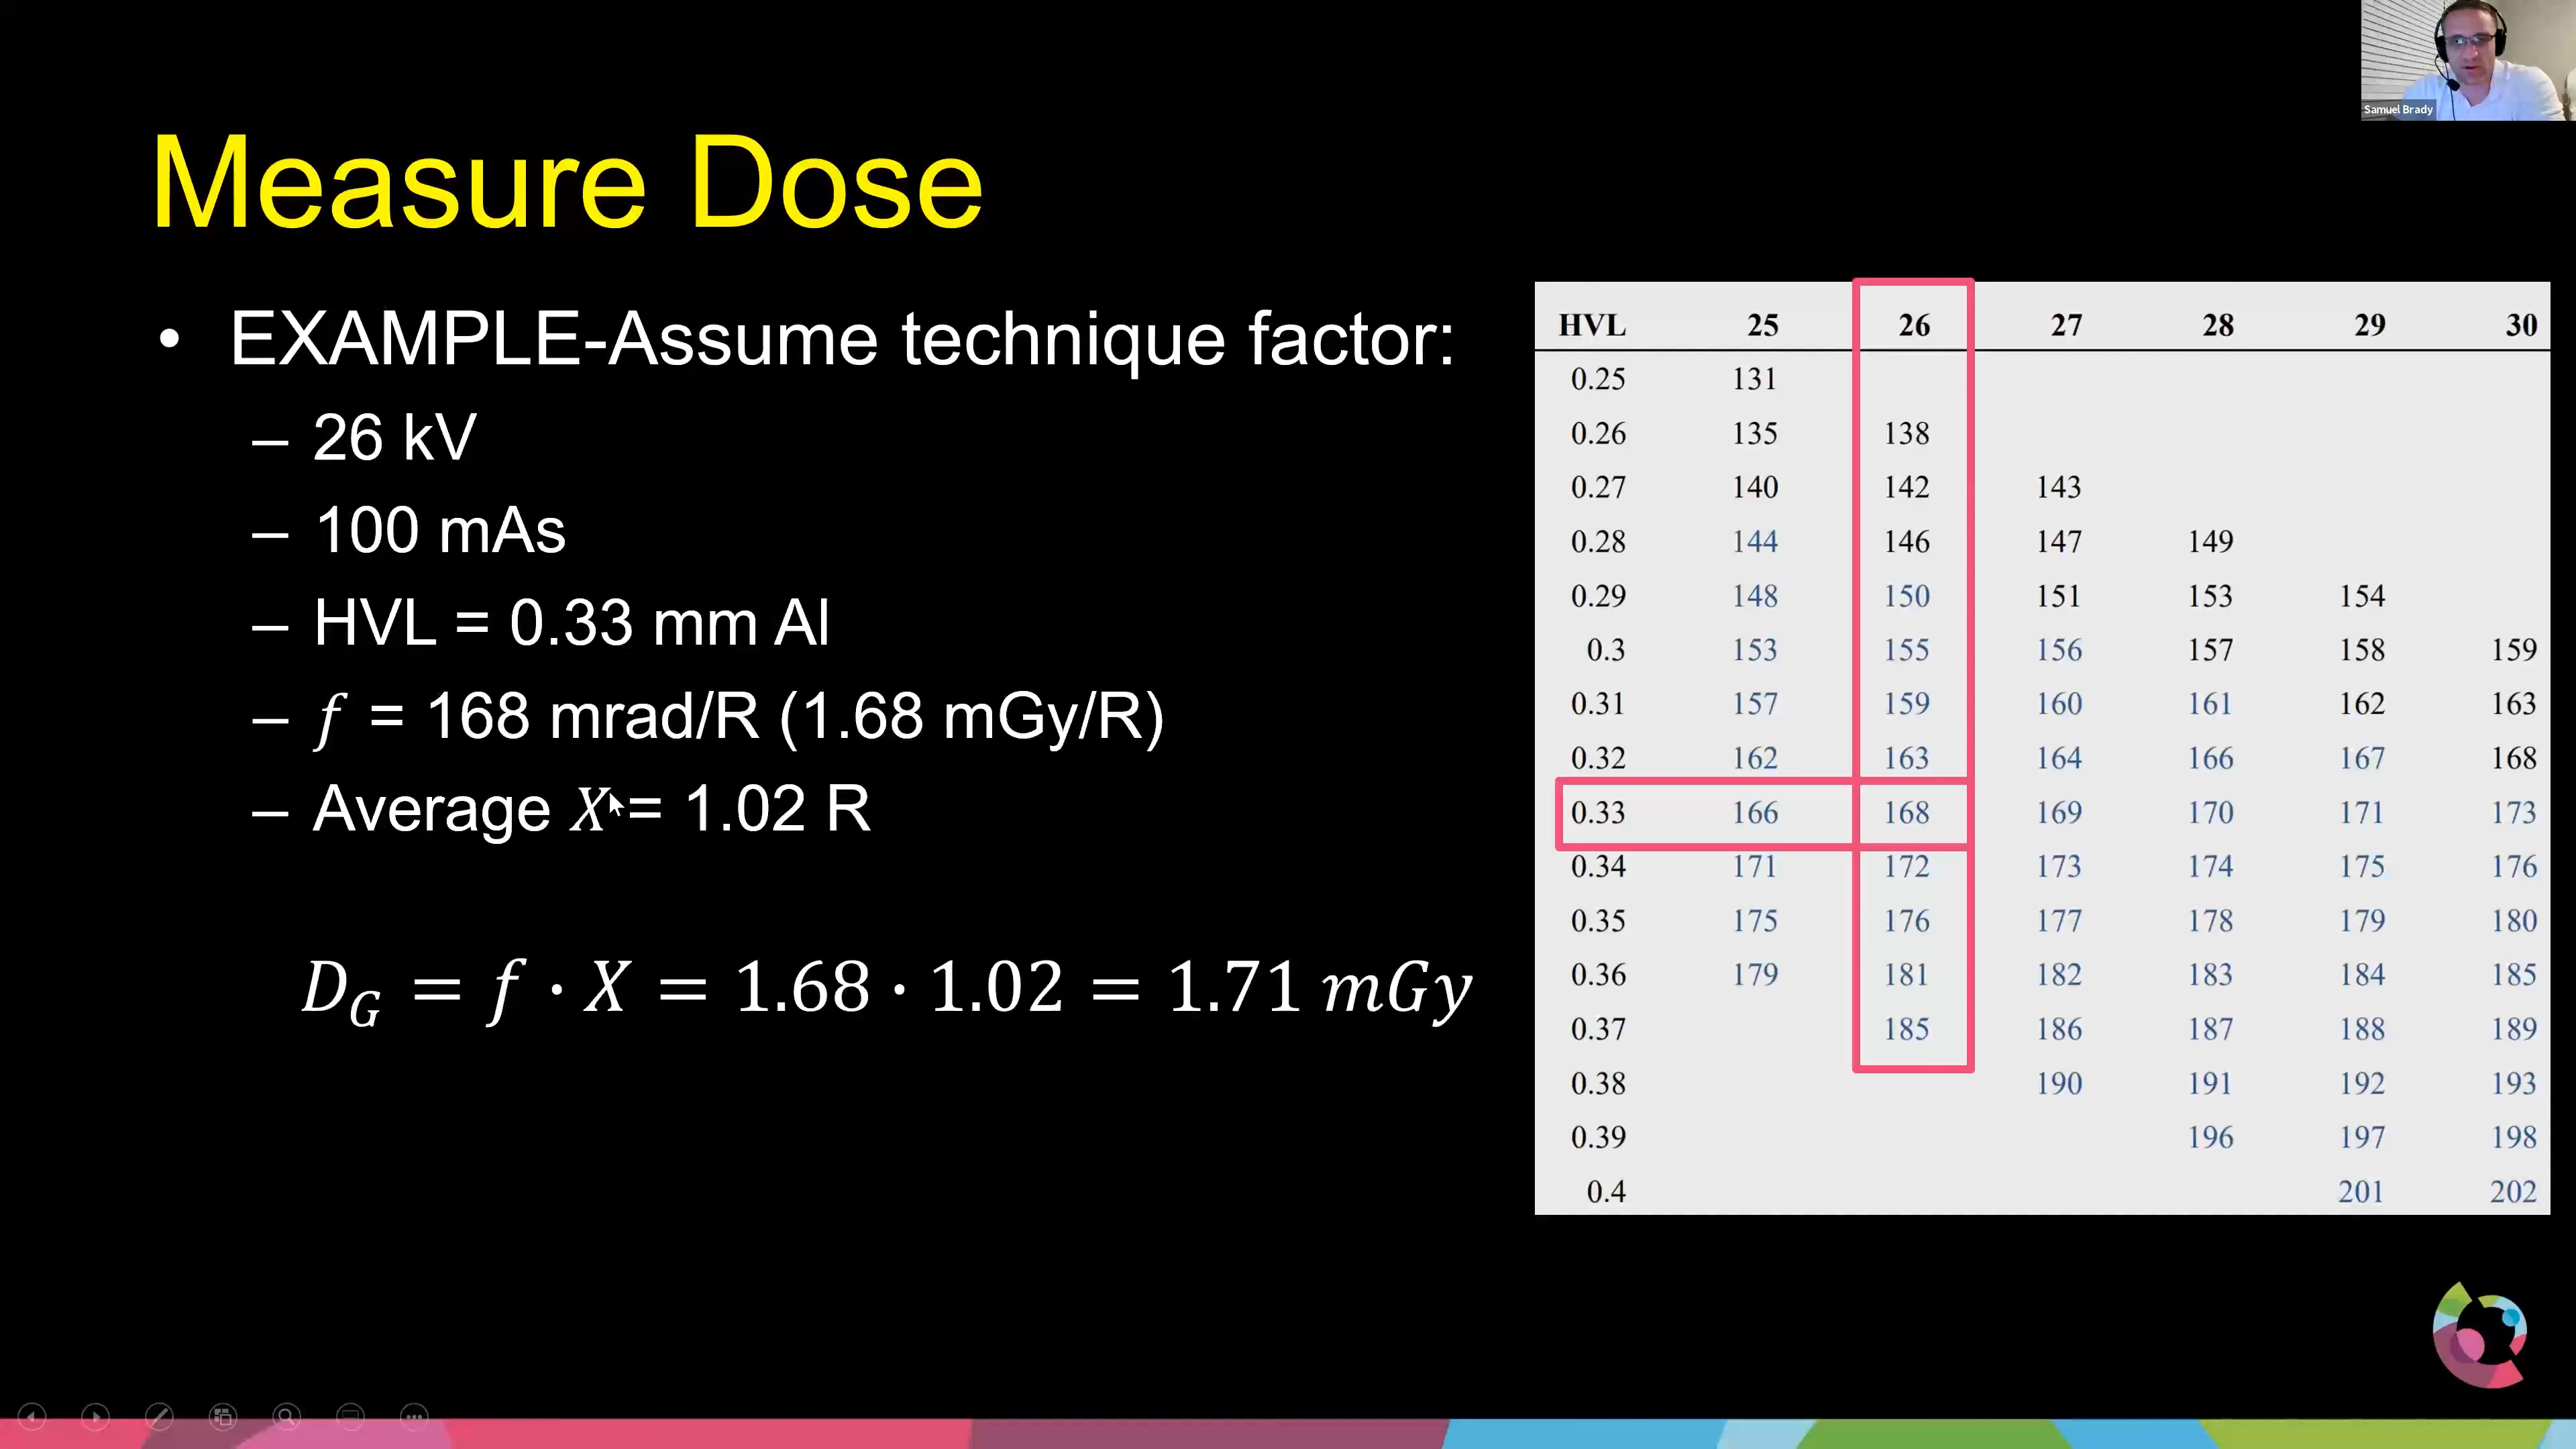 Samuel Brady
Measure Dose
• EXAMPLE-Assume technique factor:
– 26 kV
– 100 mAs
– HVL = 0.33 mm Al
– f = 168 mrad/R (1.68 mGy/R)
– Average X = 1.02 R
D_G = f · X = 1.68 · 1.02 = 1.71 mGy
HVL 25 26 27 28 29 30
0.25 131
0.26 135 138
0.27 140 142 143
0.28 144 146 147 149
0.29 148 150 151 153 154
0.3 153 155 156 157 158 159
0.31 157 159 160 161 162 163
0.32 162 163 164 166 167 168
0.33 166 168 169 170 171 173
0.34 171 172 173 174 175 176
0.35 175 176 177 178 179 180
0.36 179 181 182 183 184 185
0.37 185 186 187 188 189
0.38 190 191 192 193
0.39 196 197 198
0.4 201 202